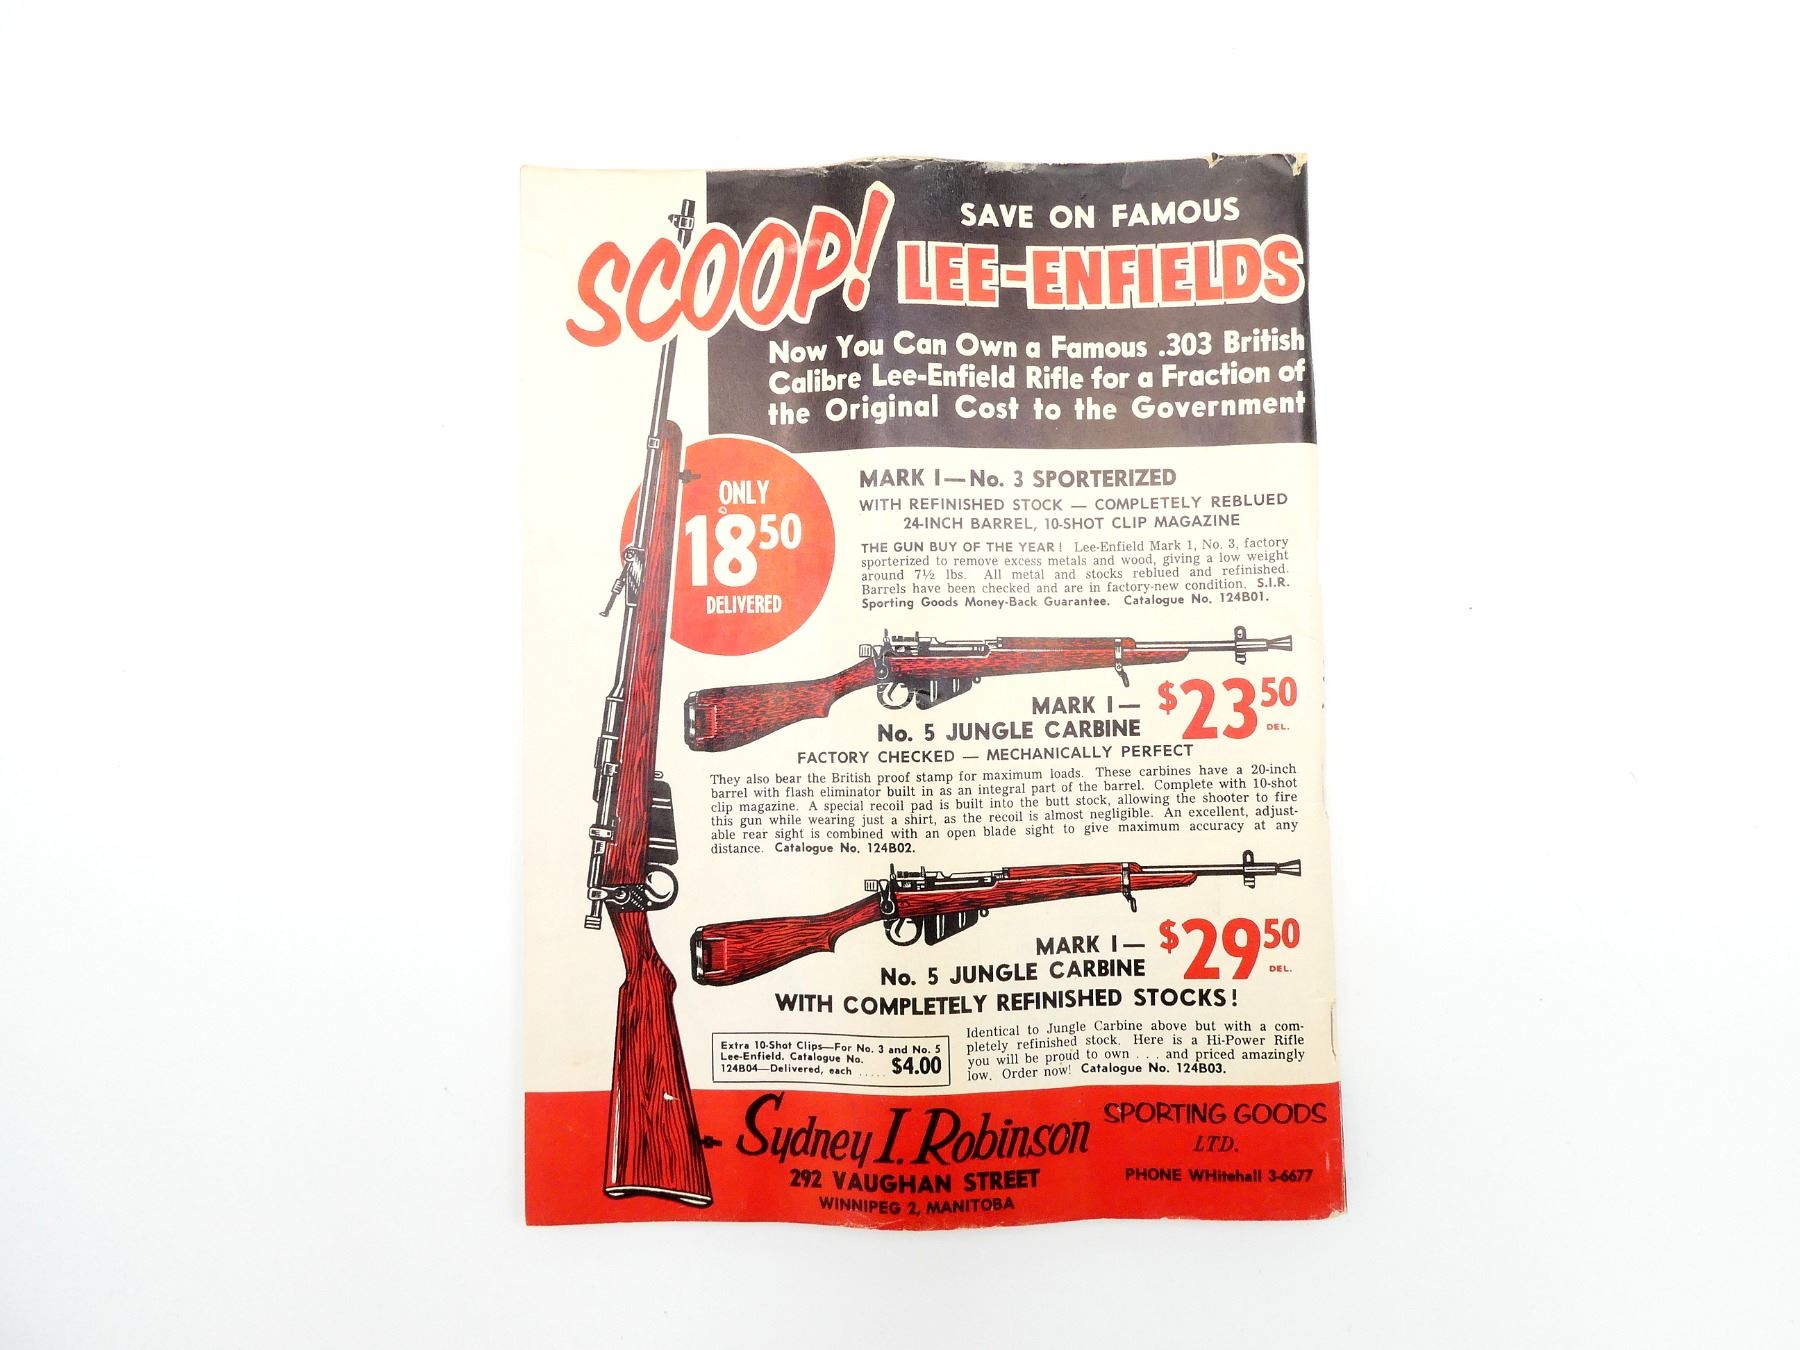 SCOOP!
SAVE ON FAMOUS
LEE-ENFIELDS
Now You Can Own a Famous .303 British
Calibre Lee-Enfield Rifle for a Fraction of
the Original Cost to the Government
ONLY
18 50
DELIVERED
MARK I—No. 3 SPORTERIZED
WITH REFINISHED STOCK — COMPLETELY REBLUED
24-INCH BARREL, 10-SHOT CLIP MAGAZINE
THE GUN BUY OF THE YEAR! Lee-Enfield Mark 1, No. 3, factory
sporterized to remove excess metals and wood, giving a low weight
around 7½ lbs. All metal and stocks reblued and refinished.
Barrels have been checked and are in factory-new condition. S.I.R.
Sporting Goods Money-Back Guarantee. Catalogue No. 124B01.
MARK I—
No. 5 JUNGLE CARBINE
$23 50
DEL.
FACTORY CHECKED — MECHANICALLY PERFECT
They also bear the British proof stamp for maximum loads. These carbines have a 20-inch
barrel with flash eliminator built in as an integral part of the barrel. Complete with 10-shot
clip magazine. A special recoil pad is built into the butt stock, allowing the shooter to fire
this gun while wearing just a shirt, as the recoil is almost negligible. An excellent, adjust-
able rear sight is combined with an open blade sight to give maximum accuracy at any
distance. Catalogue No. 124B02.
MARK I—
No. 5 JUNGLE CARBINE
$29 50
DEL.
WITH COMPLETELY REFINISHED STOCKS!
Extra 10-Shot Clips—For No. 3 and No. 5
Lee-Enfield. Catalogue No.
124B04—Delivered, each ..... $4.00
Identical to Jungle Carbine above but with a com-
pletely refinished stock. Here is a Hi-Power Rifle
you will be proud to own . . . and priced amazingly
low. Order now! Catalogue No. 124B03.
Sydney I. Robinson
SPORTING GOODS
LTD.
292 VAUGHAN STREET
WINNIPEG 2, MANITOBA
PHONE WHitehall 3-6677